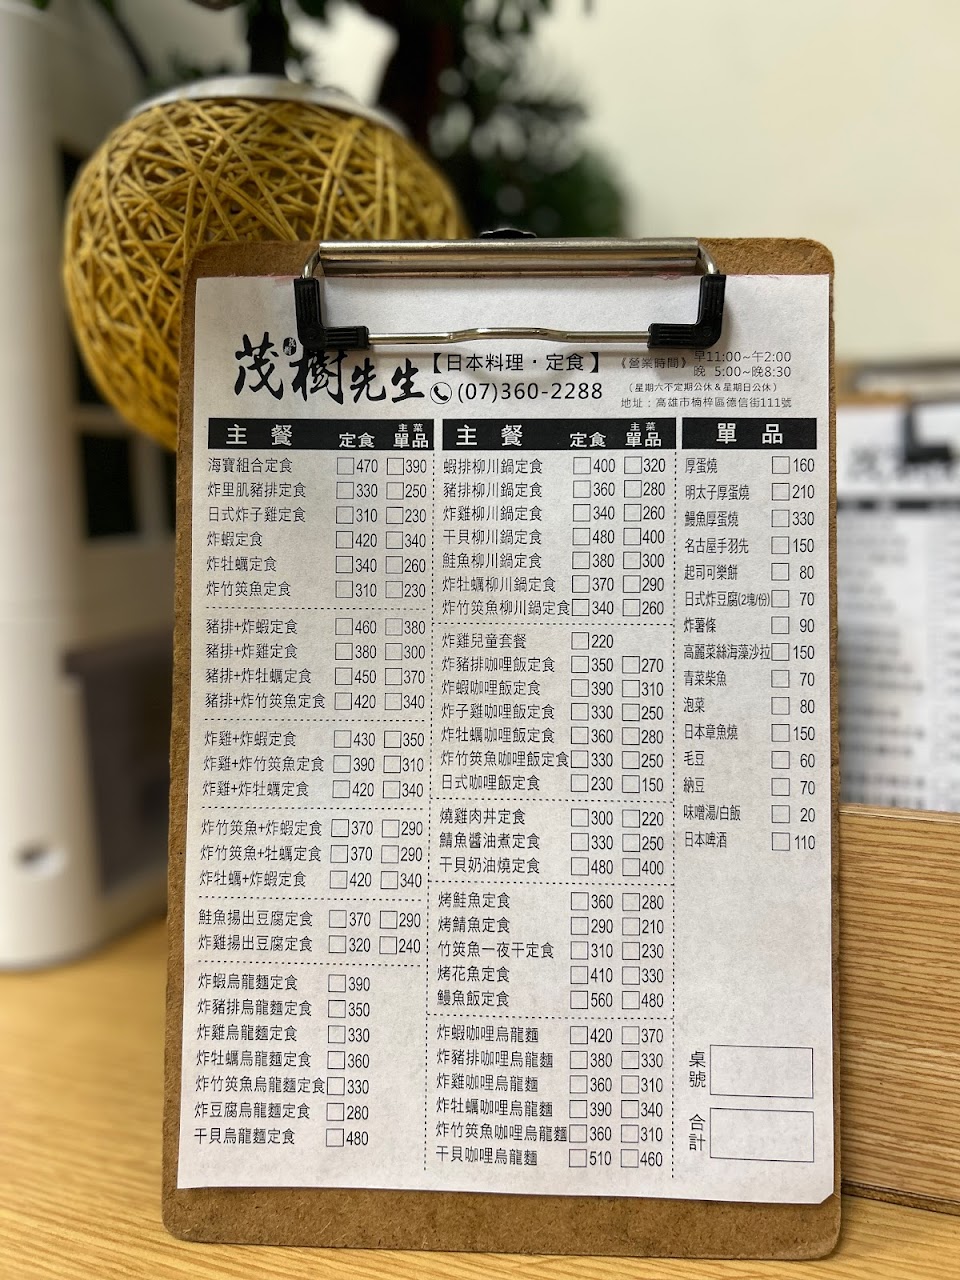 茂樹先生
【日本料理・定食】
(07)360-2288
《營業時間》早11:00~午2:00
晚 5:00~晚8:30
(星期六不定期公休&星期日公休)
地址：高雄市楠梓區德信街111號
主餐 定食 主菜單品
海寶組合定食 □470 □390
炸里肌豬排定食 □330 □250
日式炸子雞定食 □310 □230
炸蝦定食 □420 □340
炸牡蠣定食 □340 □260
炸竹筴魚定食 □310 □230
豬排+炸蝦定食 □460 □380
豬排+炸雞定食 □380 □300
豬排+炸牡蠣定食 □450 □370
豬排+炸竹筴魚定食 □420 □340
炸雞+炸蝦定食 □430 □350
炸雞+炸竹筴魚定食 □390 □310
炸雞+炸牡蠣定食 □420 □340
炸竹筴魚+炸蝦定食 □370 □290
炸竹筴魚+牡蠣定食 □370 □290
炸牡蠣+炸蝦定食 □420 □340
鮭魚揚出豆腐定食 □370 □290
炸雞揚出豆腐定食 □320 □240
炸蝦烏龍麵定食 □390
炸豬排烏龍麵定食 □350
炸雞烏龍麵定食 □330
炸牡蠣烏龍麵定食 □360
炸竹筴魚烏龍麵定食 □330
炸豆腐烏龍麵定食 □280
干貝烏龍麵定食 □480
主餐 定食 主菜單品
蝦排柳川鍋定食 □400 □320
豬排柳川鍋定食 □360 □280
炸雞柳川鍋定食 □340 □260
干貝柳川鍋定食 □480 □400
鮭魚柳川鍋定食 □380 □300
炸牡蠣柳川鍋定食 □370 □290
炸竹筴魚柳川鍋定食 □340 □260
炸雞兒童套餐 □220
炸豬排咖哩飯定食 □350 □270
炸蝦咖哩飯定食 □390 □310
炸子雞咖哩飯定食 □330 □250
炸牡蠣咖哩飯定食 □360 □280
炸竹筴魚咖哩飯定食 □330 □250
日式咖哩飯定食 □230 □150
燒雞肉丼定食 □300 □220
鯖魚醬油煮定食 □330 □250
干貝奶油燒定食 □480 □400
烤鮭魚定食 □360 □280
烤鯖魚定食 □290 □210
竹筴魚一夜干定食 □310 □230
烤花魚定食 □410 □330
鰻魚飯定食 □560 □480
炸蝦咖哩烏龍麵 □420 □370
炸豬排咖哩烏龍麵 □380 □330
炸雞咖哩烏龍麵 □360 □310
炸牡蠣咖哩烏龍麵 □390 □340
炸竹筴魚咖哩烏龍麵 □360 □310
干貝咖哩烏龍麵 □510 □460
單品
厚蛋燒 □160
明太子厚蛋燒 □210
鰻魚厚蛋燒 □330
名古屋手羽先 □150
起司可樂餅 □80
日式炸豆腐(2塊/份) □70
炸薯條 □90
高麗菜絲海藻沙拉 □150
青菜柴魚 □70
泡菜 □80
日本章魚燒 □150
毛豆 □60
納豆 □70
味噌湯/白飯 □20
日本啤酒 □110
桌號
合計